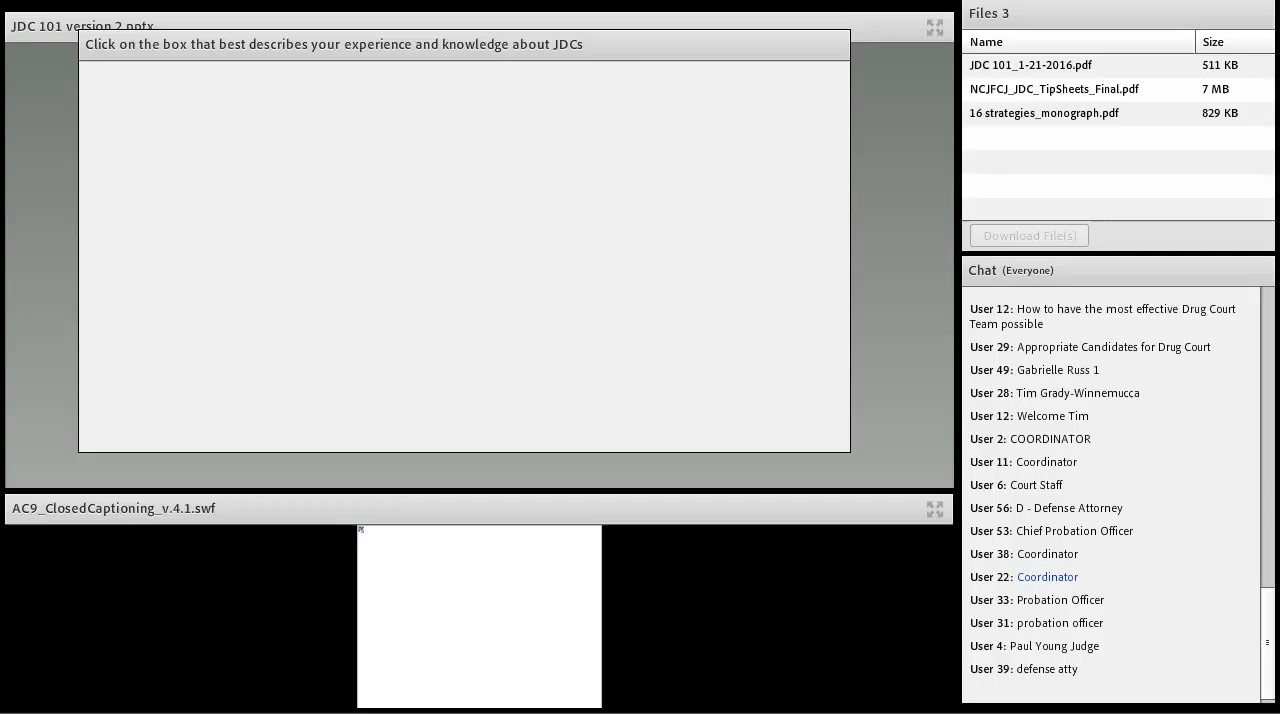 JDC 101 version 2.pptx
Click on the box that best describes your experience and knowledge about JDCs
AC9_ClosedCaptioning_v.4.1.swf
Files 3
Name Size
JDC 101_1-21-2016.pdf 511 KB
NCJFCJ_JDC_TipSheets_Final.pdf 7 MB
16 strategies_monograph.pdf 829 KB
Download File(s)
Chat (Everyone)
User 12: How to have the most effective Drug Court
Team possible
User 29: Appropriate Candidates for Drug Court
User 49: Gabrielle Russ 1
User 28: Tim Grady-Winnemucca
User 12: Welcome Tim
User 2: COORDINATOR
User 11: Coordinator
User 6: Court Staff
User 56: D - Defense Attorney
User 53: Chief Probation Officer
User 38: Coordinator
User 22: Coordinator
User 33: Probation Officer
User 31: probation officer
User 4: Paul Young Judge
User 39: defense atty